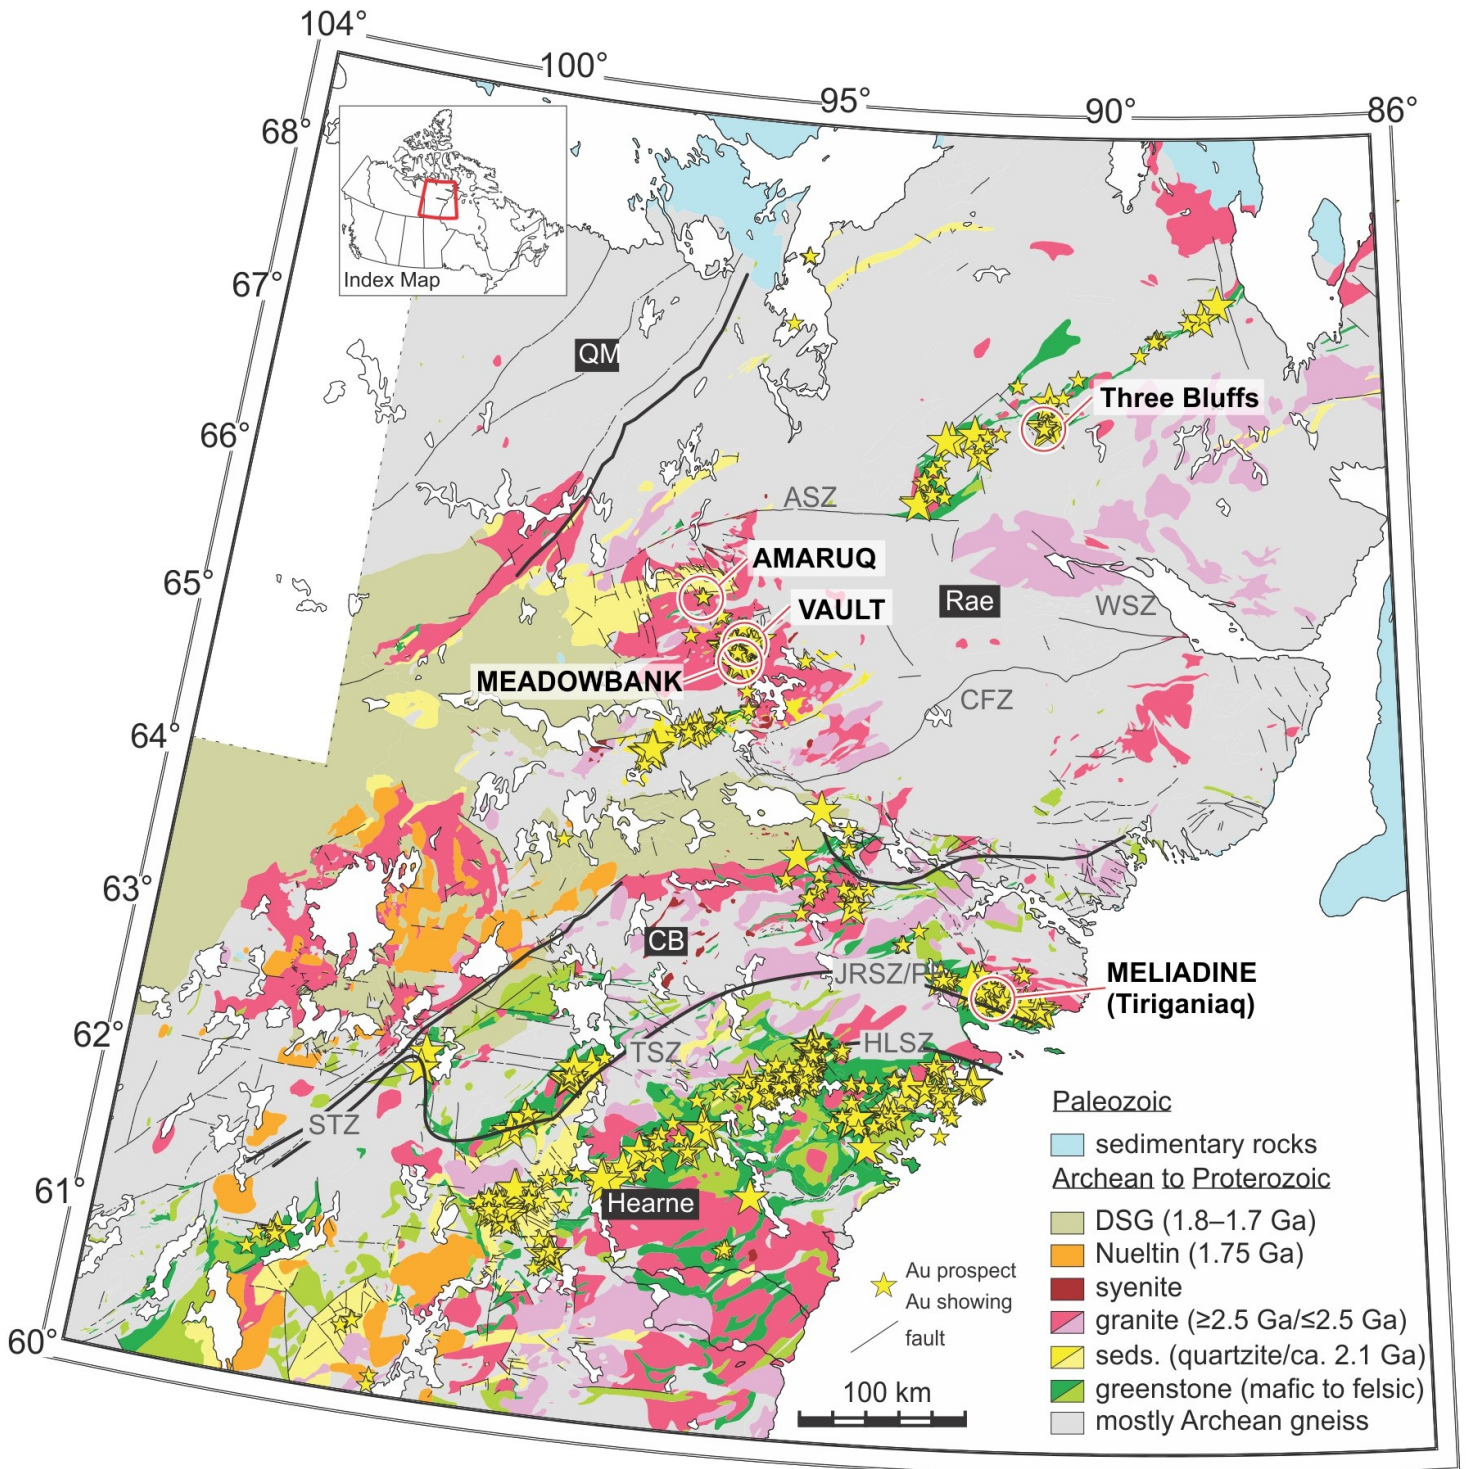 104°
100°
95°
90°
86°
68°
67°
66°
65°
64°
63°
62°
61°
60°
Index Map
QM
Three Bluffs
ASZ
AMARUQ
Rae
WSZ
VAULT
MEADOWBANK
CFZ
CB
JRSZ/P
MELIADINE
(Tiriganiaq)
TSZ
HLSZ
STZ
Hearne
Paleozoic
sedimentary rocks
Archean to Proterozoic
DSG (1.8–1.7 Ga)
Nueltin (1.75 Ga)
syenite
granite (≥2.5 Ga/≤2.5 Ga)
seds. (quartzite/ca. 2.1 Ga)
greenstone (mafic to felsic)
mostly Archean gneiss
Au prospect
Au showing
fault
100 km